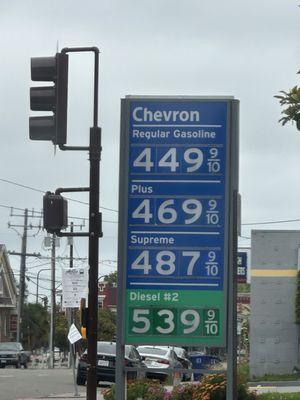 Chevron
Regular Gasoline
449 9/10
Plus
469 9/10
Supreme
487 9/10
Diesel #2
539 9/10